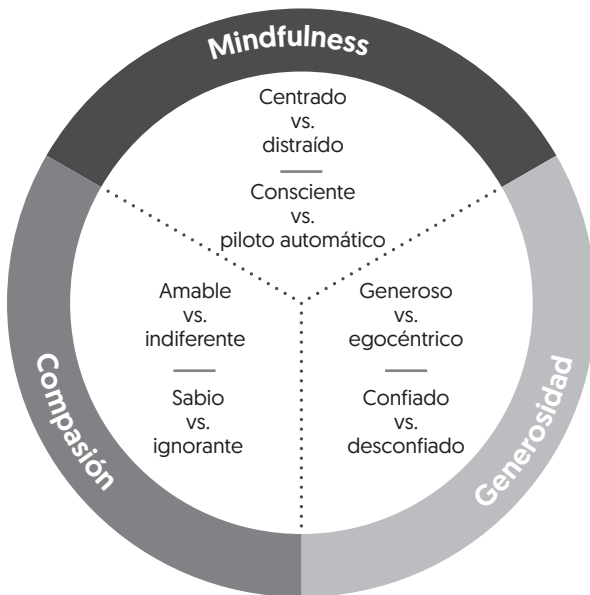 Mindfulness
Centrado
vs.
distraído
Consciente
vs.
piloto automático
Amable
vs.
indiferente
Sabio
vs.
ignorante
Generoso
vs.
egocéntrico
Confiado
vs.
desconfiado
Compasión
Generosidad